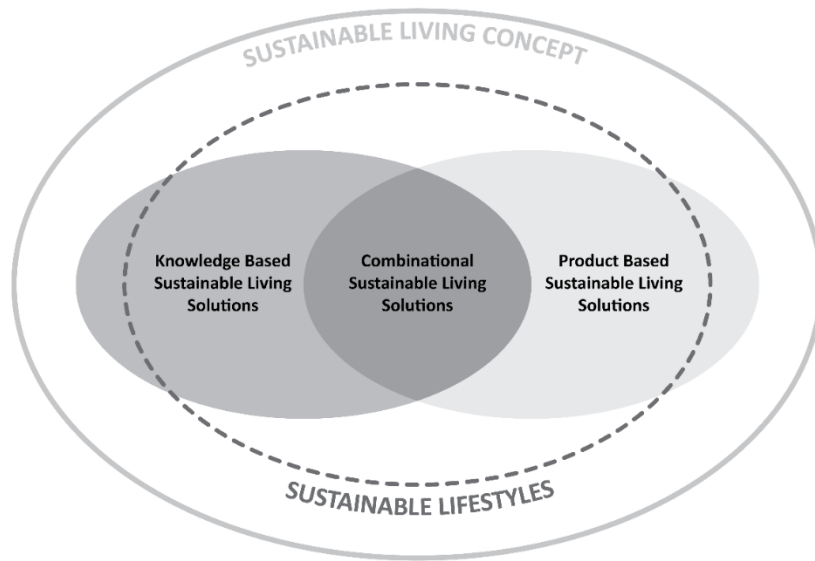 SUSTAINABLE LIVING CONCEPT
Knowledge Based
Sustainable Living
Solutions
Combinational
Sustainable Living
Solutions
Product Based
Sustainable Living
Solutions
SUSTAINABLE LIFESTYLES